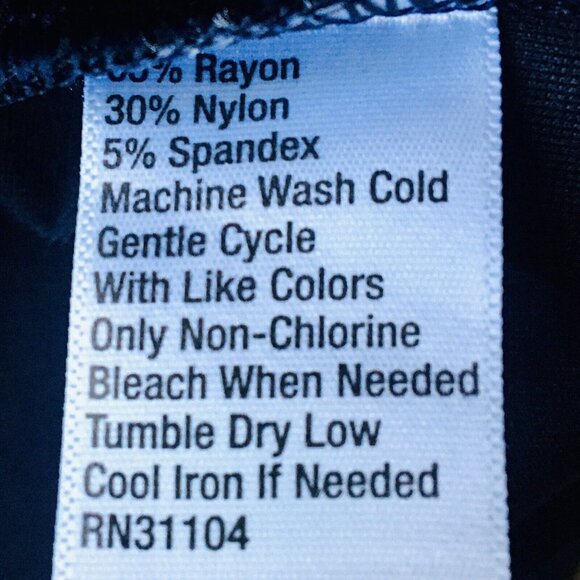 % Rayon
30% Nylon
5% Spandex
Machine Wash Cold
Gentle Cycle
With Like Colors
Only Non-Chlorine
Bleach When Needed
Tumble Dry Low
Cool Iron If Needed
RN31104